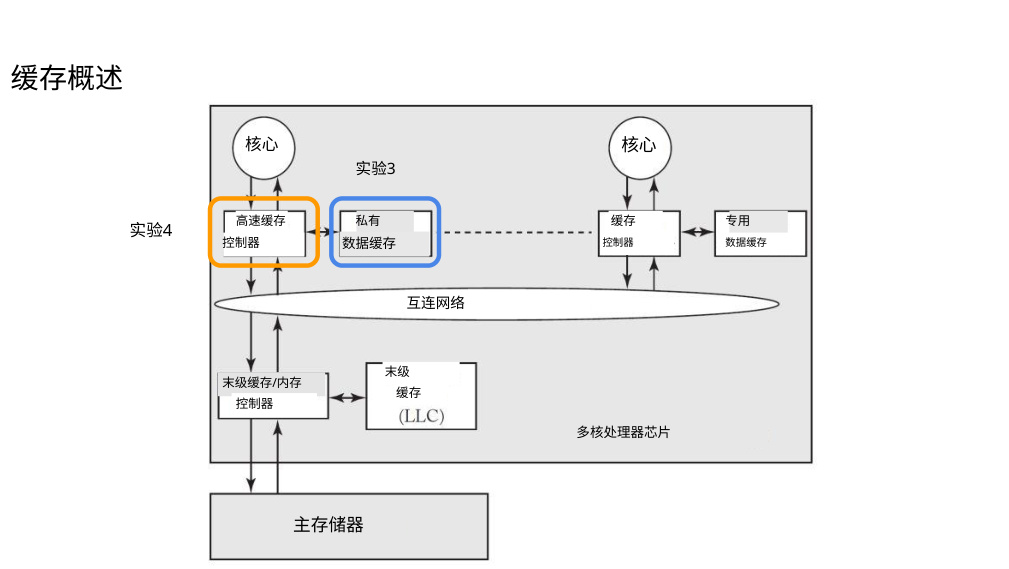 缓存概述
核心
核心
实验3
实验4
高速缓存
控制器
私有
数据缓存
缓存
控制器
专用
数据缓存
互连网络
末级缓存/内存
控制器
末级
缓存
(LLC)
多核处理器芯片
主存储器